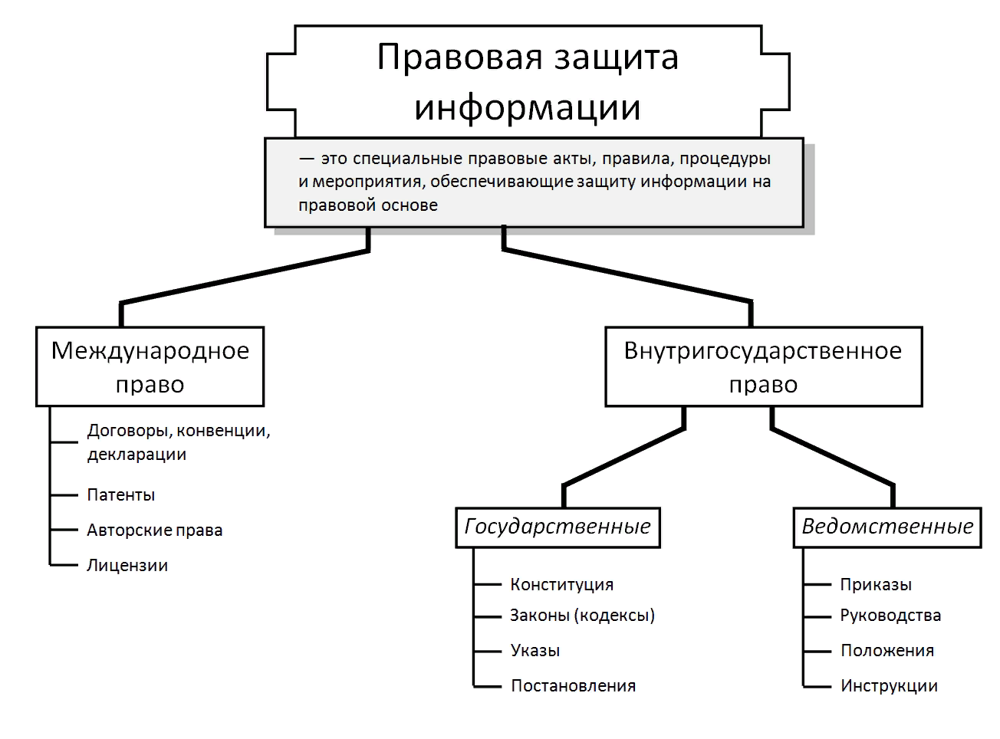 Правовая защита
информации
— это специальные правовые акты, правила, процедуры
и мероприятия, обеспечивающие защиту информации на
правовой основе
Международное
право
Договоры, конвенции,
декларации
Патенты
Авторские права
Лицензии
Внутригосударственное
право
Государственные
Конституция
Законы (кодексы)
Указы
Постановления
Ведомственные
Приказы
Руководства
Положения
Инструкции